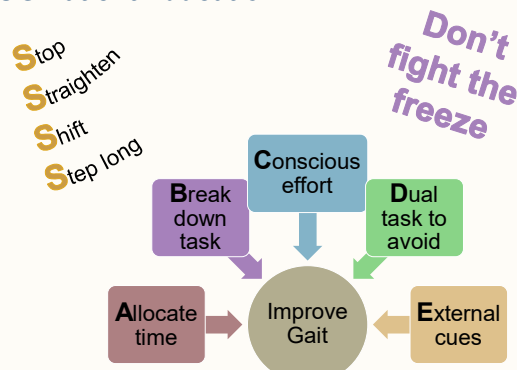 Stop
Straighten
Shift
Step long
Don't
fight the
freeze
Conscious
effort
Break
down
task
Dual
task to
avoid
Allocate
time
Improve
Gait
External
cues